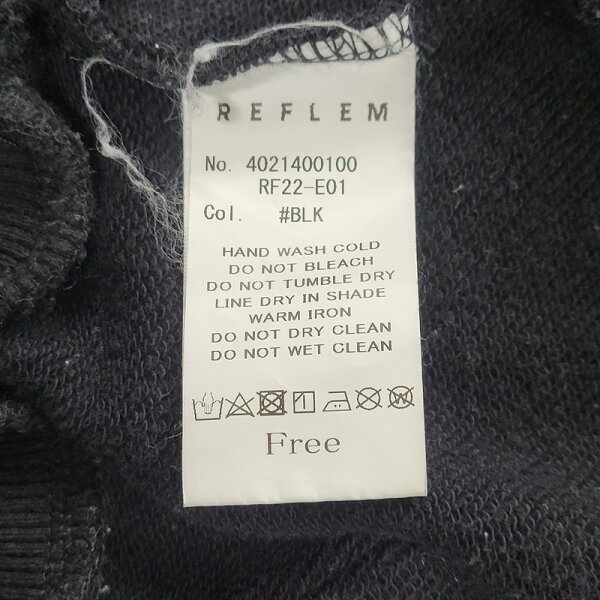 REFLEM
No. 4021400100
RF22-E01
Col. #BLK
HAND WASH COLD
DO NOT BLEACH
DO NOT TUMBLE DRY
LINE DRY IN SHADE
WARM IRON
DO NOT DRY CLEAN
DO NOT WET CLEAN
W
Free